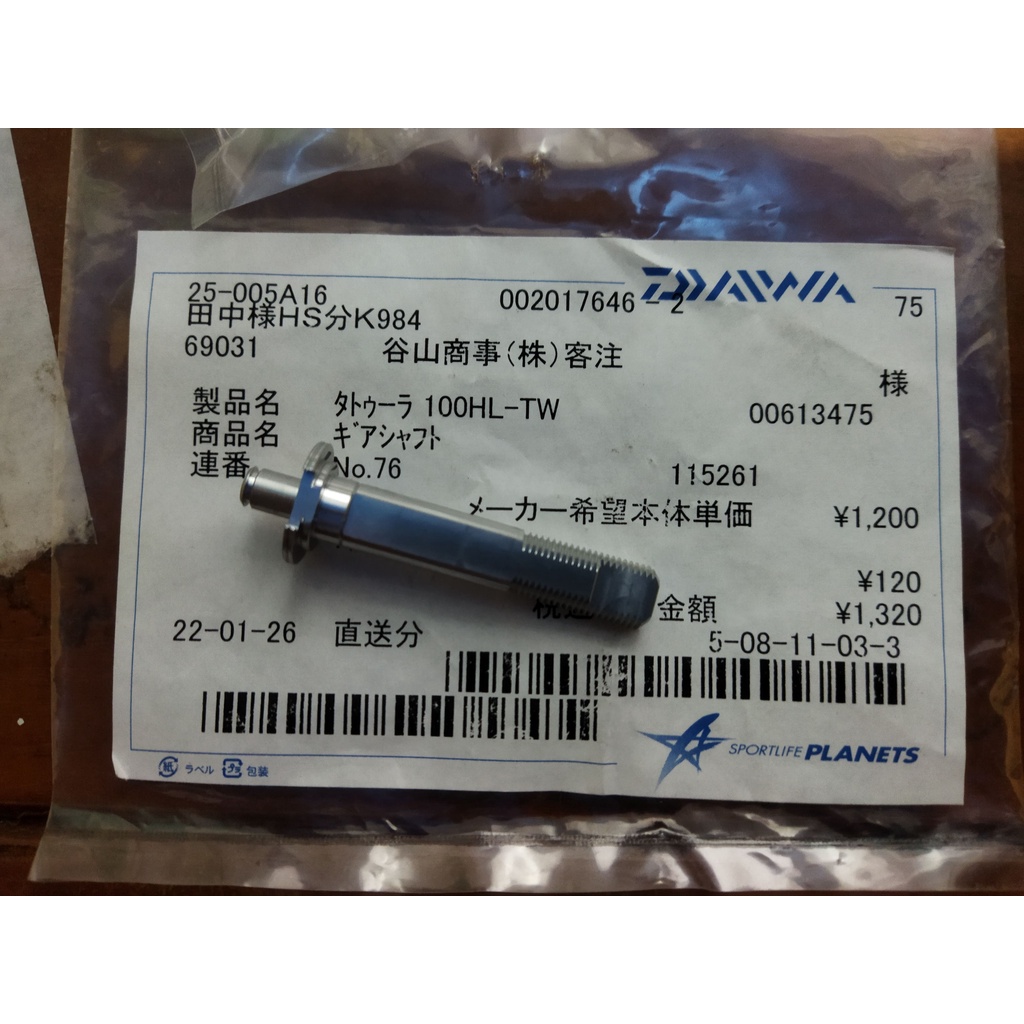 DAIWA
25-005A16 002017646-2 75
田中様HS分K984
69031 谷山商事(株)客注
様
製品名 ﾀﾄｩｰﾗ 100HL-TW 00613475
商品名 ｷﾞｱｼｬﾌﾄ
連番 No.76 115261
メーカー希望本体単価 ¥1,200
¥120
金額 ¥1,320
22-01-26 直送分 5-08-11-03-3
SPORTLIFE PLANETS
紙 ラベル プラ 包装